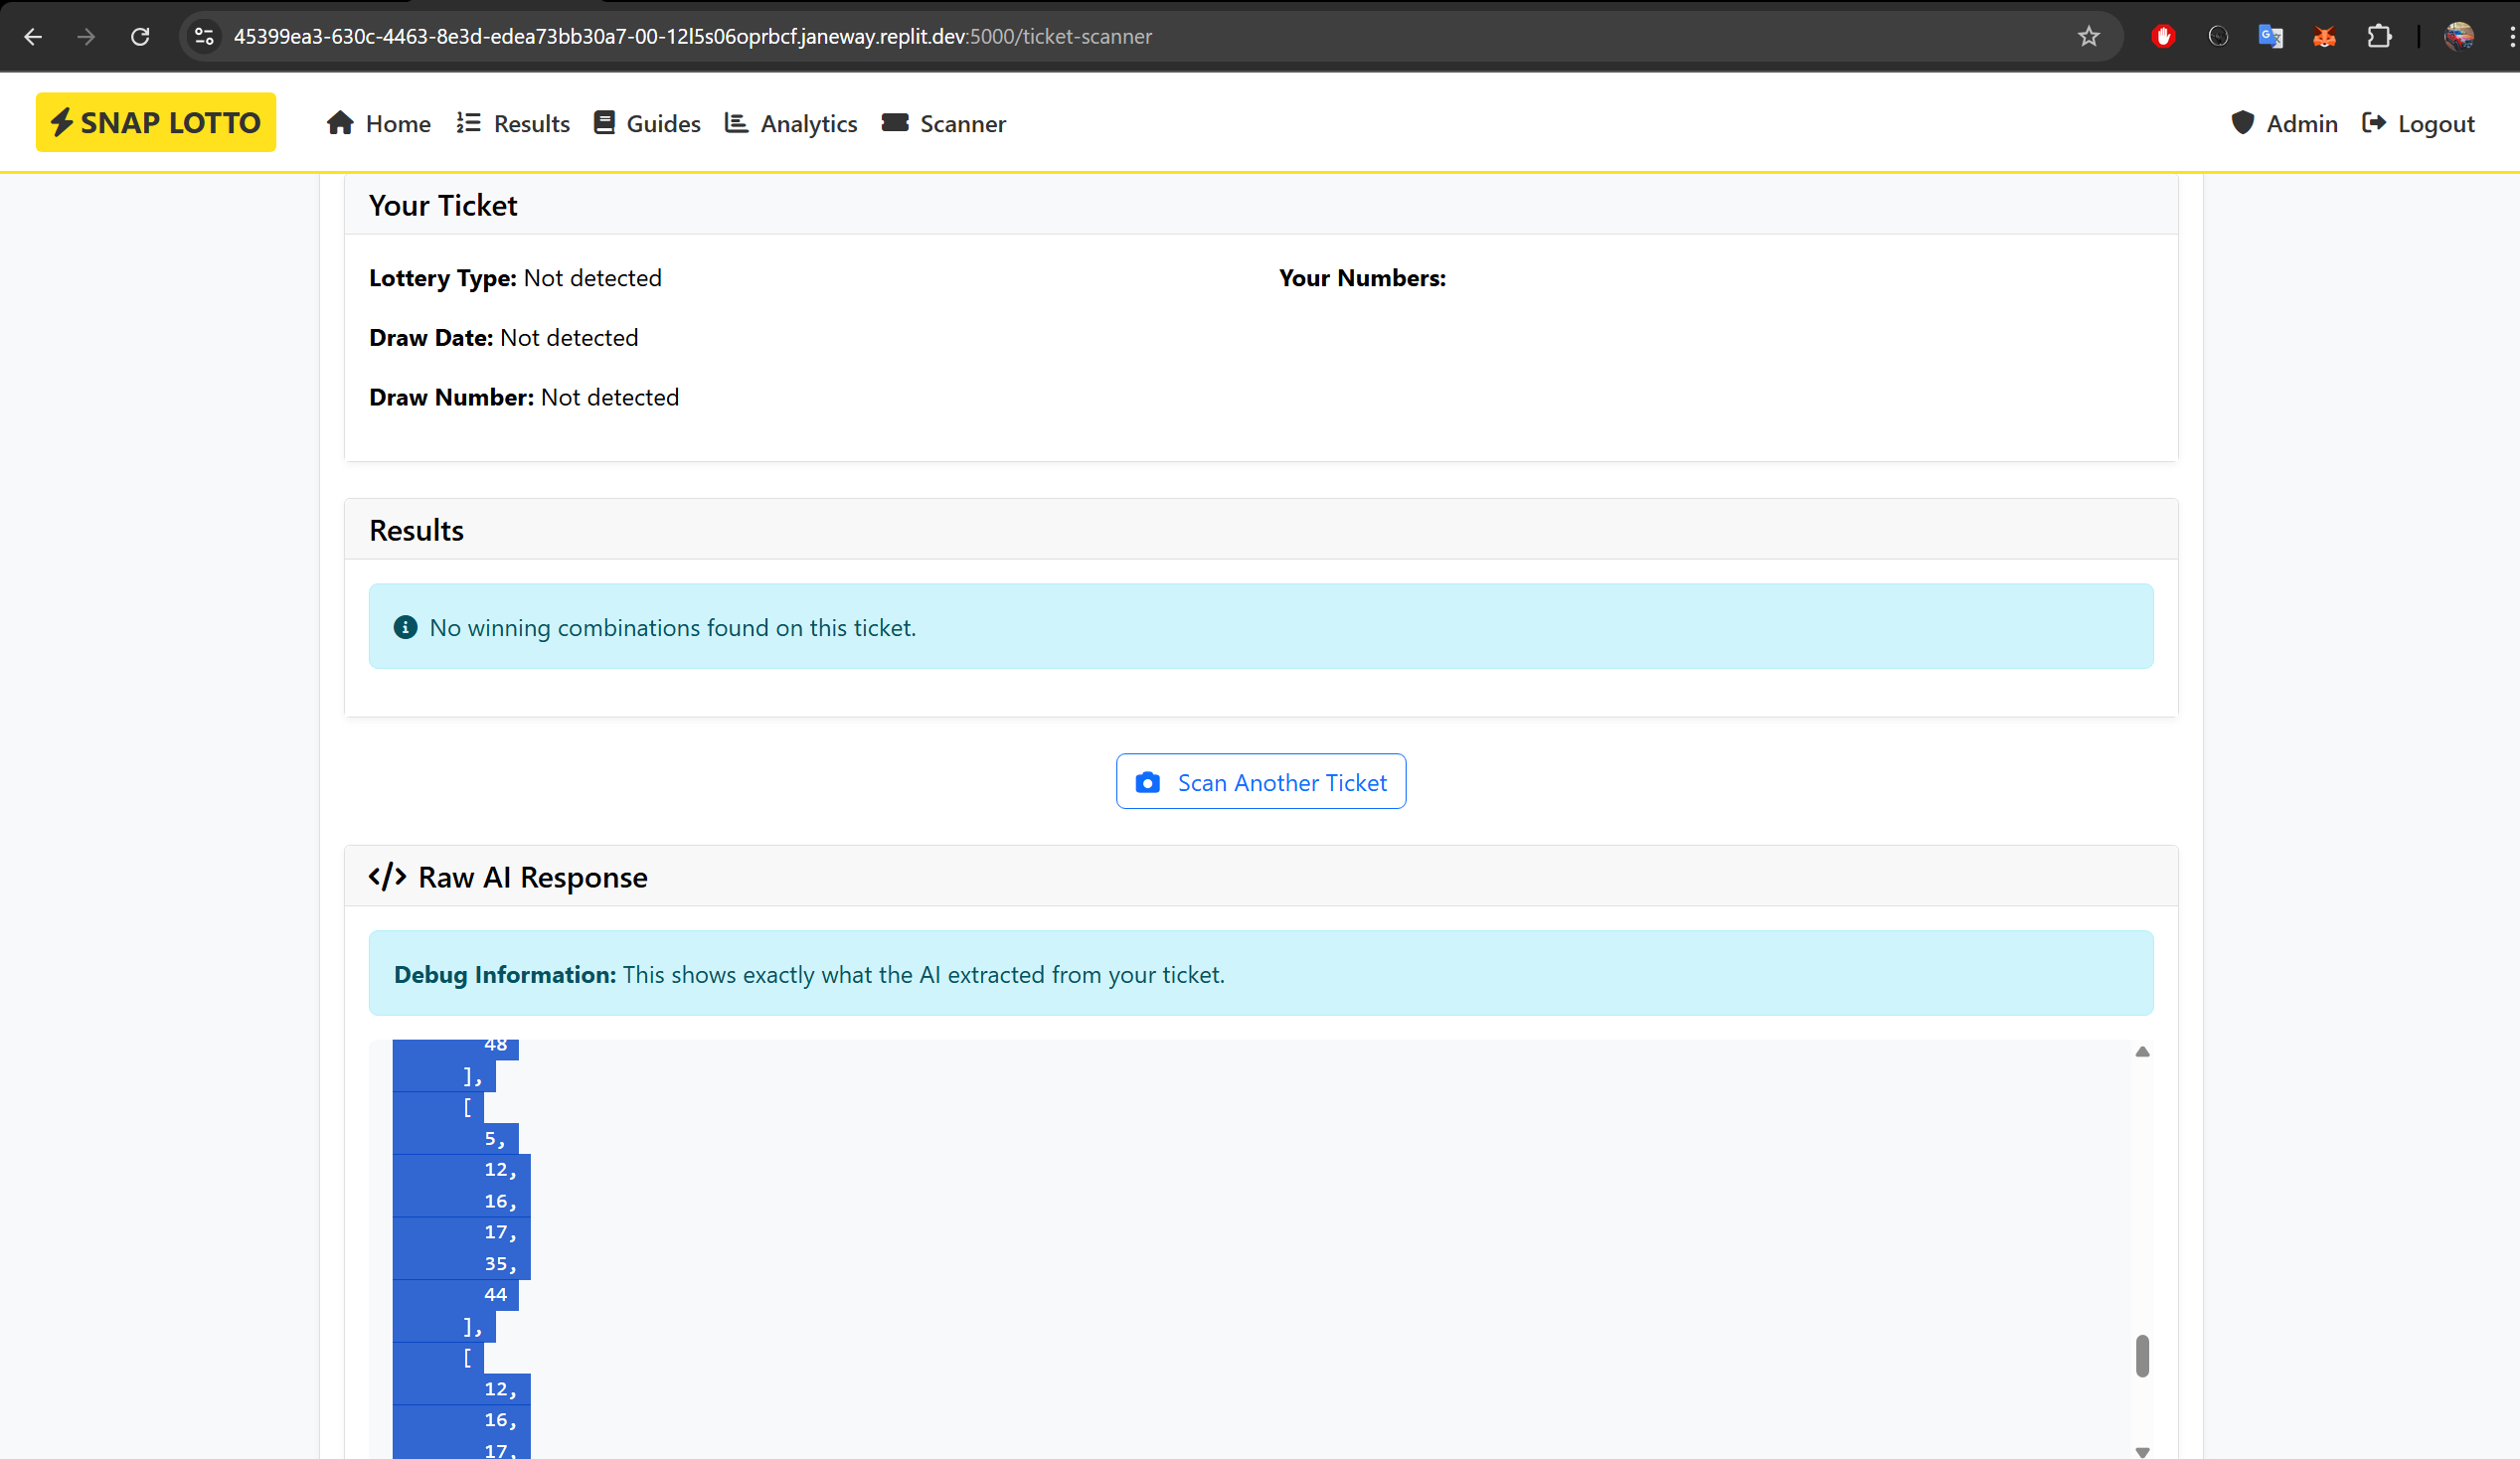 45399ea3-630c-4463-8e3d-edea73bb30a7-00-12l5s06oprbcf.janeway.replit.dev:5000/ticket-scanner
SNAP LOTTO Home Results Guides Analytics Scanner Admin Logout
Your Ticket
Lottery Type: Not detected
Your Numbers:
Draw Date: Not detected
Draw Number: Not detected
Results
No winning combinations found on this ticket.
Scan Another Ticket
</> Raw AI Response
Debug Information: This shows exactly what the AI extracted from your ticket.
48
],
[
5,
12,
16,
17,
35,
44
],
[
12,
16,
17,